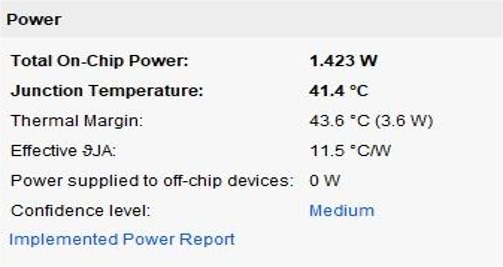 Power
Total On-Chip Power: 1.423 W
Junction Temperature: 41.4 °C
Thermal Margin: 43.6 °C (3.6 W)
Effective ϑJA: 11.5 °C/W
Power supplied to off-chip devices: 0 W
Confidence level: Medium
Implemented Power Report